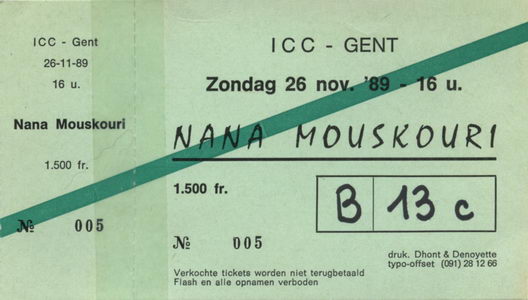 ICC - Gent
26-11-89
16 u.
Nana Mouskouri
1.500 fr.
№ 005
ICC - GENT
Zondag 26 nov. '89 - 16 u.
NANA MOUSKOURI
1.500 fr.
B 13 c
№ 005
druk. Dhont & Denoyette
typo-offset (091) 28 12 66
Verkochte tickets worden niet terugbetaald
Flash en alle opnamen verboden